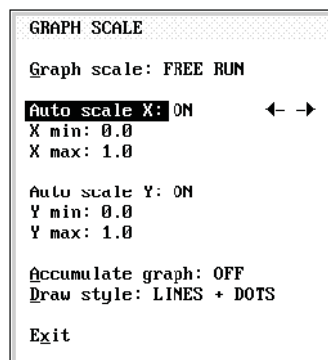 GRAPH SCALE
Graph scale: FREE RUN
Auto scale X: ON
X min: 0.0
X max: 1.0
Auto scale Y: ON
Y min: 0.0
Y max: 1.0
Accumulate graph: OFF
Draw style: LINES + DOTS
Exit